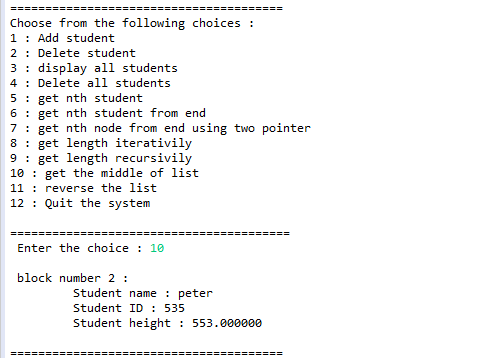 =======================================
Choose from the following choices :
1 : Add student
2 : Delete student
3 : display all students
4 : Delete all students
5 : get nth student
6 : get nth student from end
7 : get nth node from end using two pointer
8 : get length iterativily
9 : get length recursivily
10 : get the middle of list
11 : reverse the list
12 : Quit the system
========================================
Enter the choice : 10
block number 2 :
Student name : peter
Student ID : 535
Student height : 553.000000
=======================================